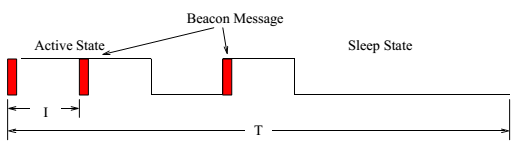 Beacon Message
Active State
Sleep State
I
T